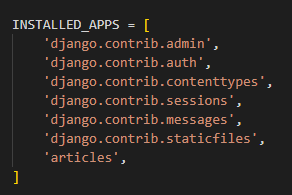 INSTALLED_APPS = [
    'django.contrib.admin',
    'django.contrib.auth',
    'django.contrib.contenttypes',
    'django.contrib.sessions',
    'django.contrib.messages',
    'django.contrib.staticfiles',
    'articles',
]